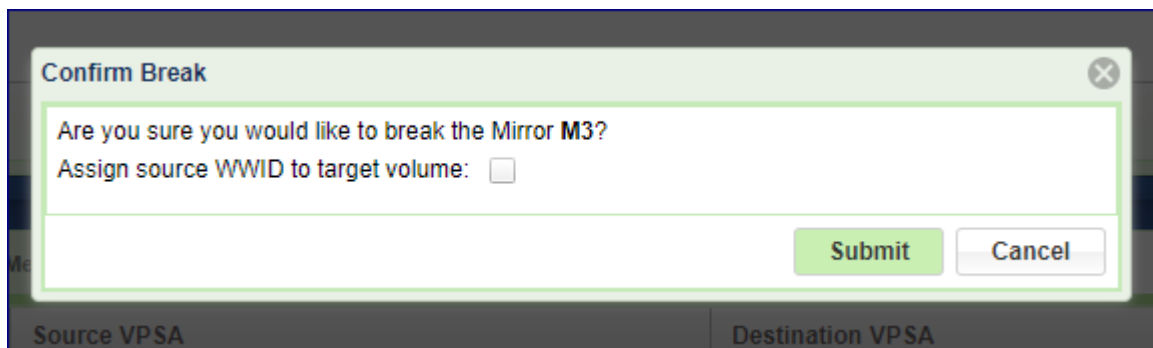 Confirm Break
Are you sure you would like to break the Mirror M3?
Assign source WWID to target volume:
Submit Cancel
Me
Source VPSA Destination VPSA